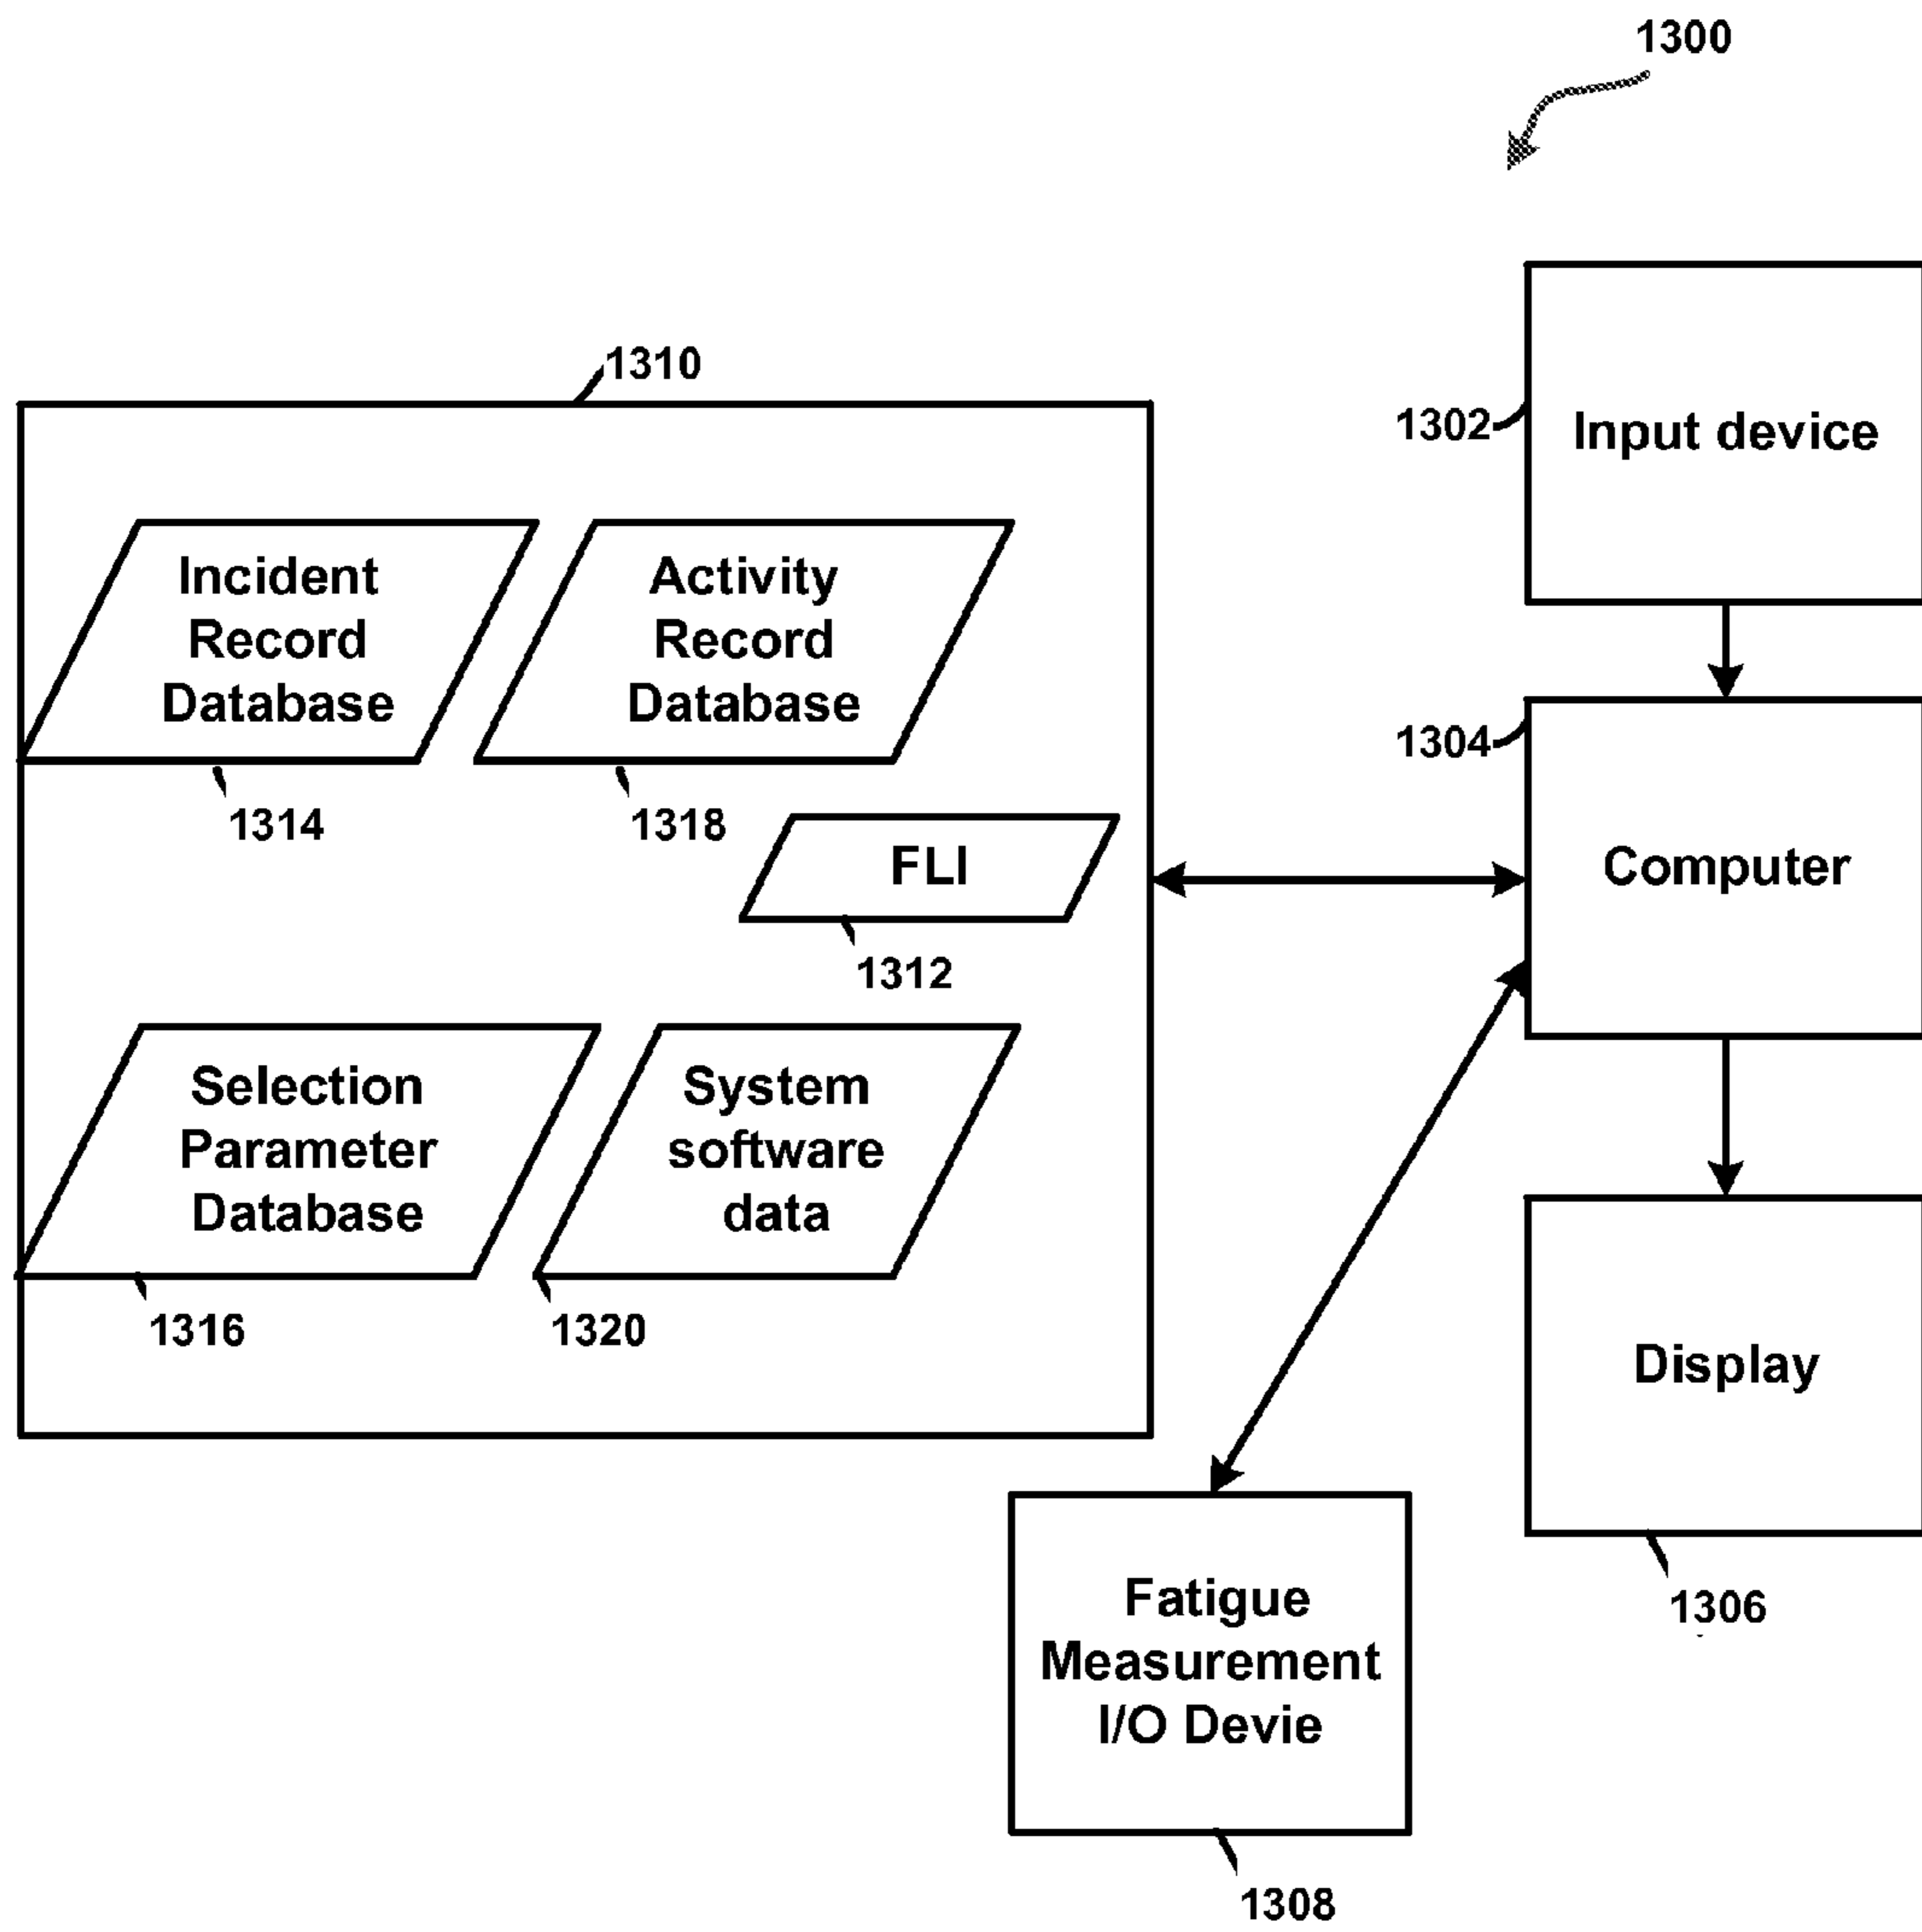 1300
1310
1302
Input device
Incident
Record
Database
Activity
Record
Database
1304
1314
1318
FLI
Computer
1312
Selection
Parameter
Database
System
software
data
1316
1320
Display
Fatigue
Measurement
I/O Devie
1306
1308